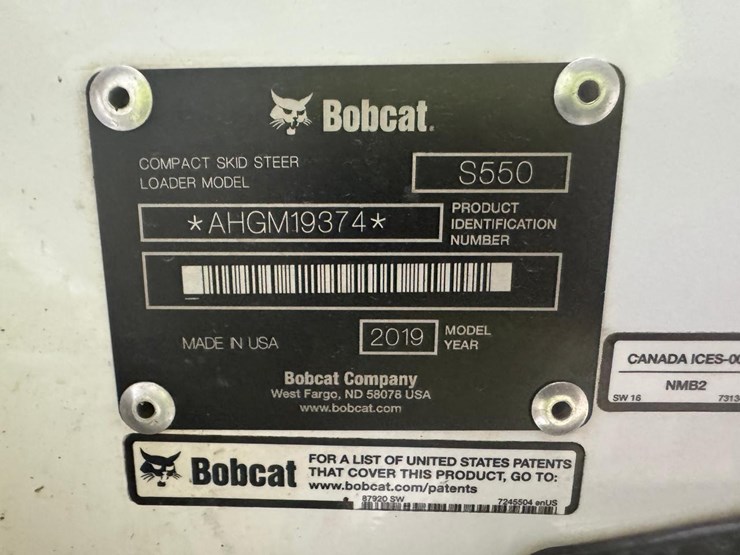 Bobcat.
COMPACT SKID STEER
LOADER MODEL
S550
*AHGM19374*
PRODUCT
IDENTIFICATION
NUMBER
MADE IN USA
2019
MODEL
YEAR
Bobcat Company
West Fargo, ND 58078 USA
www.bobcat.com
CANADA ICES-00
NMB2
SW 16
7313
Bobcat
FOR A LIST OF UNITED STATES PATENTS
THAT COVER THIS PRODUCT, GO TO:
www.bobcat.com/patents
87920 SW
7245504 enUS